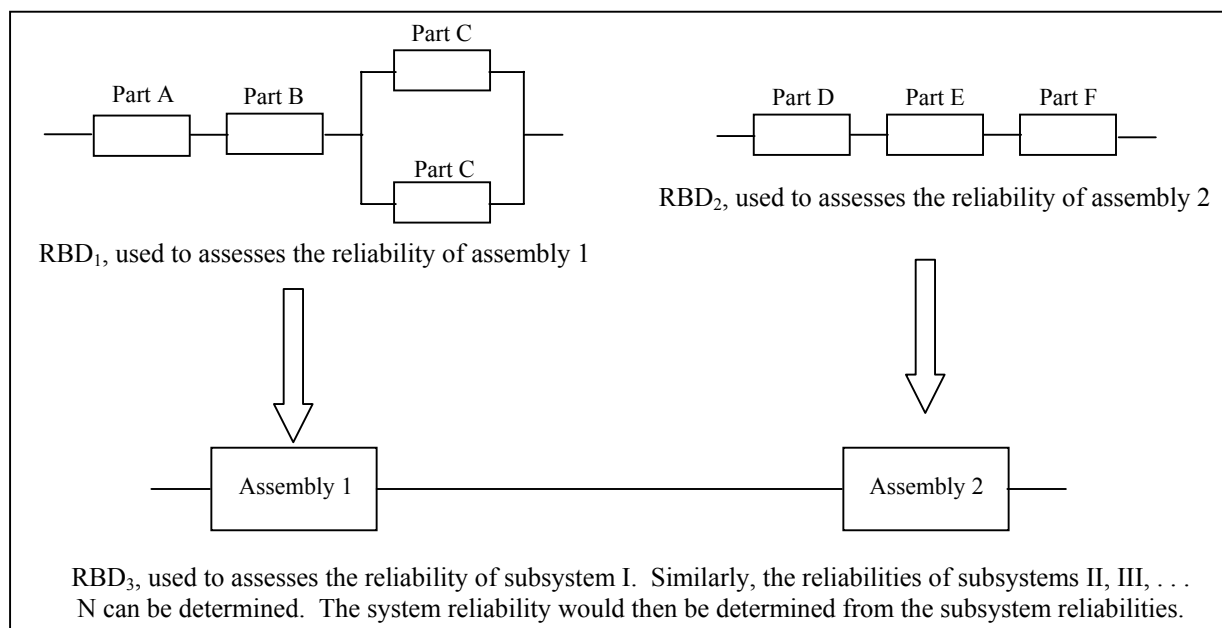 Part C
Part A
Part B
Part C
Part D
Part E
Part F
RBD₁, used to assesses the reliability of assembly 1
RBD₂, used to assesses the reliability of assembly 2
Assembly 1
Assembly 2
RBD₃, used to assesses the reliability of subsystem I.  Similarly, the reliabilities of subsystems II, III, . . .
N can be determined.  The system reliability would then be determined from the subsystem reliabilities.